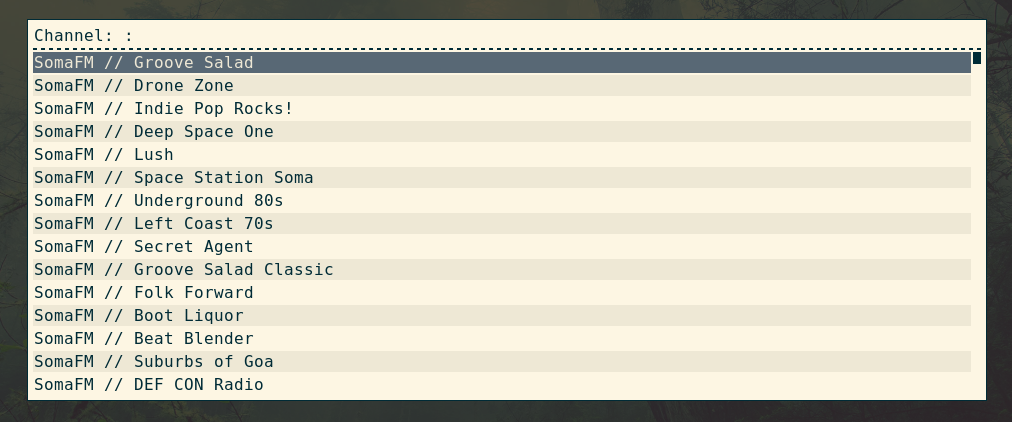 Channel: :
SomaFM // Groove Salad
SomaFM // Drone Zone
SomaFM // Indie Pop Rocks!
SomaFM // Deep Space One
SomaFM // Lush
SomaFM // Space Station Soma
SomaFM // Underground 80s
SomaFM // Left Coast 70s
SomaFM // Secret Agent
SomaFM // Groove Salad Classic
SomaFM // Folk Forward
SomaFM // Boot Liquor
SomaFM // Beat Blender
SomaFM // Suburbs of Goa
SomaFM // DEF CON Radio